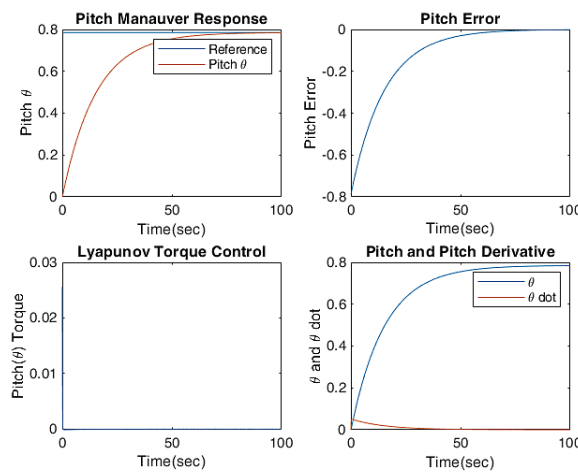 Pitch Manauver Response
0.8
0.6
0.4
0.2
0
Pitch θ
Reference
Pitch θ
0 50 100
Time(sec)
Pitch Error
0
-0.2
-0.4
-0.6
-0.8
Pitch Error
0 50 100
Time(sec)
Lyapunov Torque Control
0.03
0.02
0.01
0
Pitch(θ) Torque
0 50 100
Time(sec)
Pitch and Pitch Derivative
0.8
0.6
0.4
0.2
0
θ and θ dot
θ
θ dot
0 50 100
Time(sec)